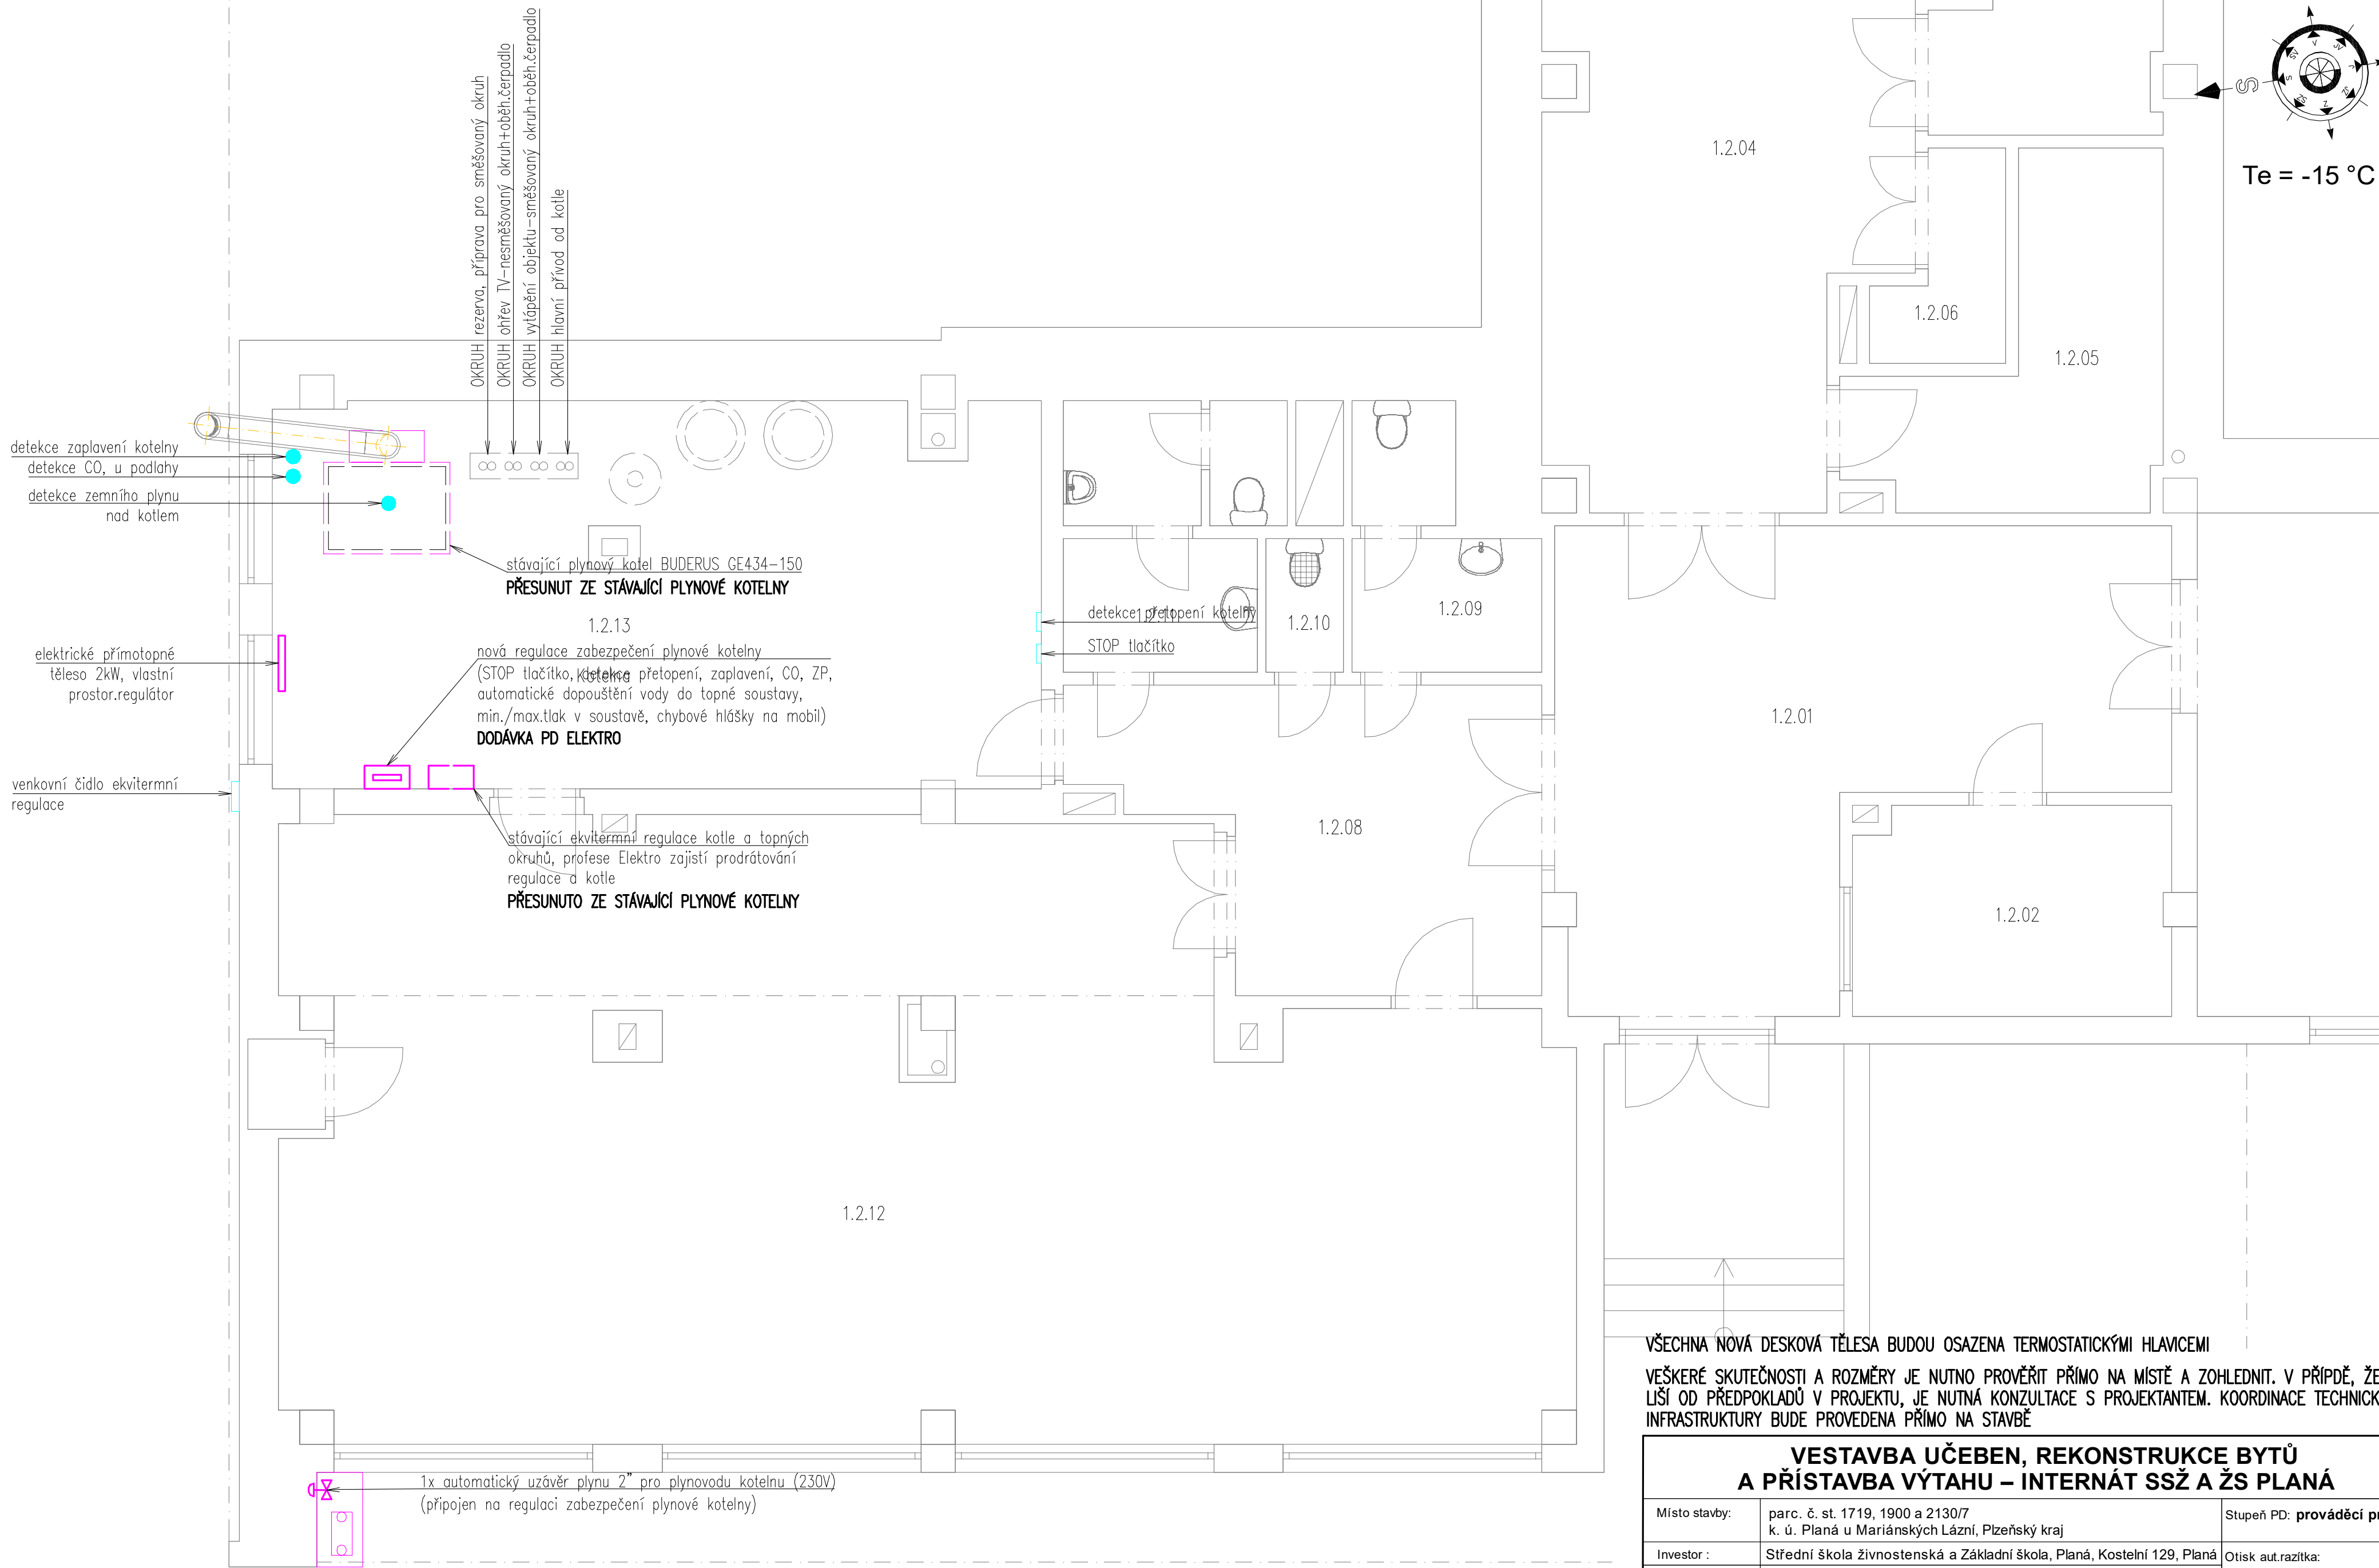 OKRUH rezerva, příprava pro směšovaný okruh
OKRUH ohřev TV-nesměšovaný okruh+oběh.čerpadlo
OKRUH vytápění objektu-směšovaný okruh+oběh.čerpadlo
OKRUH hlavní přívod od kotle
S
V
JV
J
JZ
Z
ZS
S
SV
Te = -15 °C
1.2.04
1.2.06
1.2.05
detekce zaplavení kotelny
detekce CO, u podlahy
detekce zemního plynu
nad kotlem
stávající plynový kotel BUDERUS GE434-150
PŘESUNUT ZE STÁVAJÍCÍ PLYNOVÉ KOTELNY
1.2.13
Kotelna
nová regulace zabezpečení plynové kotelny
(STOP tlačítko, detekce přetopení, zaplavení, CO, ZP,
automatické dopouštění vody do topné soustavy,
min./max.tlak v soustavě, chybové hlášky na mobil)
DODÁVKA PD ELEKTRO
detekce přetopení kotelny
1.2.11
STOP tlačítko
1.2.10
1.2.09
elektrické přímotopné
těleso 2kW, vlastní
prostor.regulátor
venkovní čidlo ekvitermní
regulace
1.2.01
1.2.08
stávající ekvitermní regulace kotle a topných
okruhů, profese Elektro zajistí prodrátování
regulace a kotle
PŘESUNUTO ZE STÁVAJÍCÍ PLYNOVÉ KOTELNY
1.2.02
1.2.12
1x automatický uzávěr plynu 2" pro plynovodu kotelnu (230V)
(připojen na regulaci zabezpečení plynové kotelny)
VŠECHNA NOVÁ DESKOVÁ TĚLESA BUDOU OSAZENA TERMOSTATICKÝMI HLAVICEMI
VEŠKERÉ SKUTEČNOSTI A ROZMĚRY JE NUTNO PROVĚŘIT PŘÍMO NA MÍSTĚ A ZOHLEDNIT. V PŘÍPDĚ, ŽE
LIŠÍ OD PŘEDPOKLADŮ V PROJEKTU, JE NUTNÁ KONZULTACE S PROJEKTANTEM. KOORDINACE TECHNICK
INFRASTRUKTURY BUDE PROVEDENA PŘÍMO NA STAVBĚ
VESTAVBA UČEBEN, REKONSTRUKCE BYTŮ
A PŘÍSTAVBA VÝTAHU – INTERNÁT SSŽ A ŽS PLANÁ
Místo stavby:
parc. č. st. 1719, 1900 a 2130/7
k. ú. Planá u Mariánských Lázní, Plzeňský kraj
Stupeň PD: prováděcí pr
Investor :
Střední škola živnostenská a Základní škola, Planá, Kostelní 129, Planá
Otisk aut.razítka: